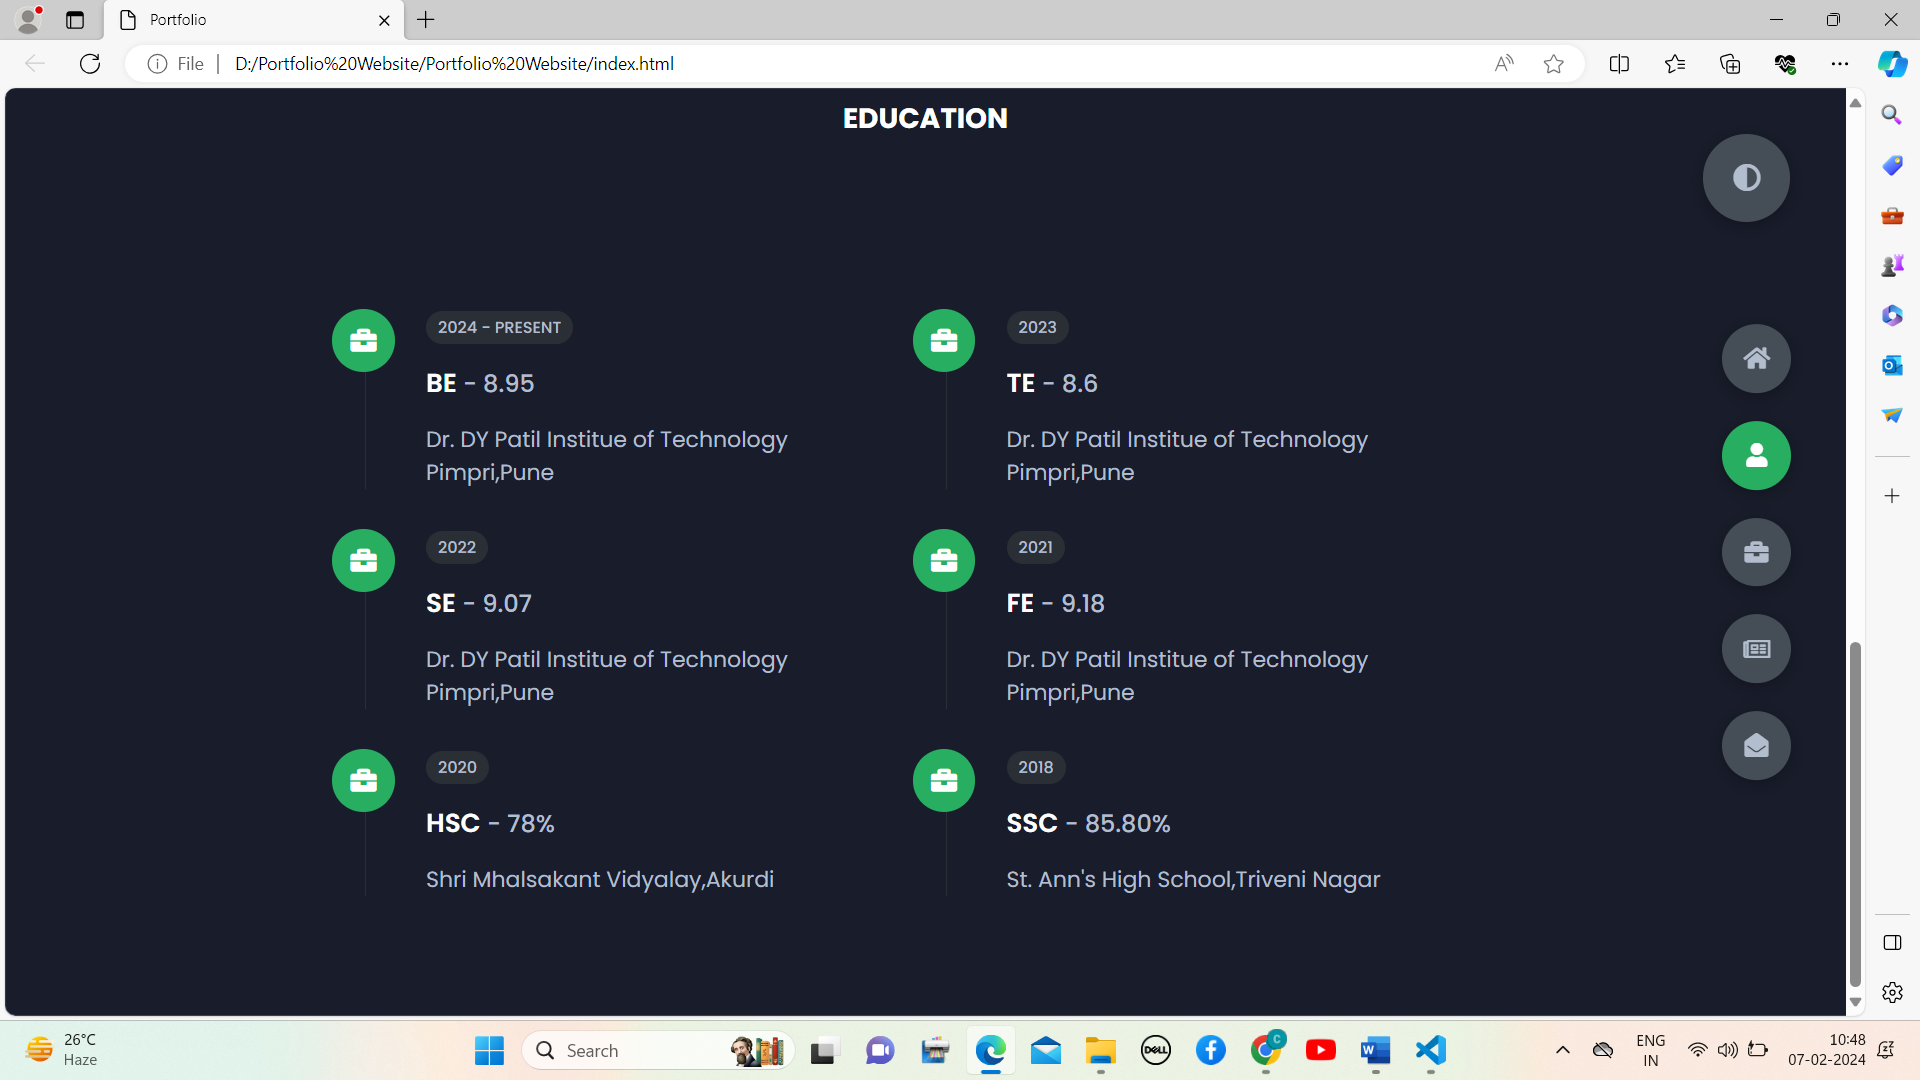 Portfolio
File
D:/Portfolio%20Website/Portfolio%20Website/index.html
EDUCATION
2024 - PRESENT
BE - 8.95
Dr. DY Patil Institue of Technology
Pimpri,Pune
2023
TE - 8.6
Dr. DY Patil Institue of Technology
Pimpri,Pune
2022
SE - 9.07
Dr. DY Patil Institue of Technology
Pimpri,Pune
2021
FE - 9.18
Dr. DY Patil Institue of Technology
Pimpri,Pune
2020
HSC - 78%
Shri Mhalsakant Vidyalay,Akurdi
2018
SSC - 85.80%
St. Ann's High School,Triveni Nagar
26°C
Haze
Search
DELL
C
ENG
IN
10:48
07-02-2024